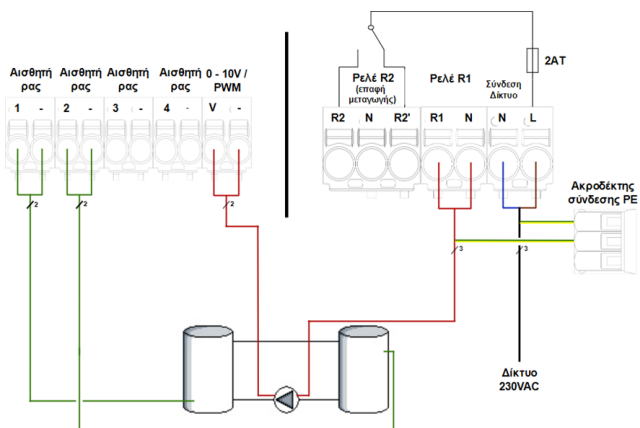 2AT
Αισθητή
ρας
Αισθητή
ρας
Αισθητή
ρας
Αισθητή
ρας
0 - 10V /
PWM
Ρελέ R2
(επαφή
μεταγωγής)
Ρελέ R1
Σύνδεση
Δίκτυο
1 - 2 - 3 - 4 - V -
R2 N R2' R1 N N L
Ακροδέκτης
σύνδεσης PE
2 2 2
3 3
Δίκτυο
230VAC